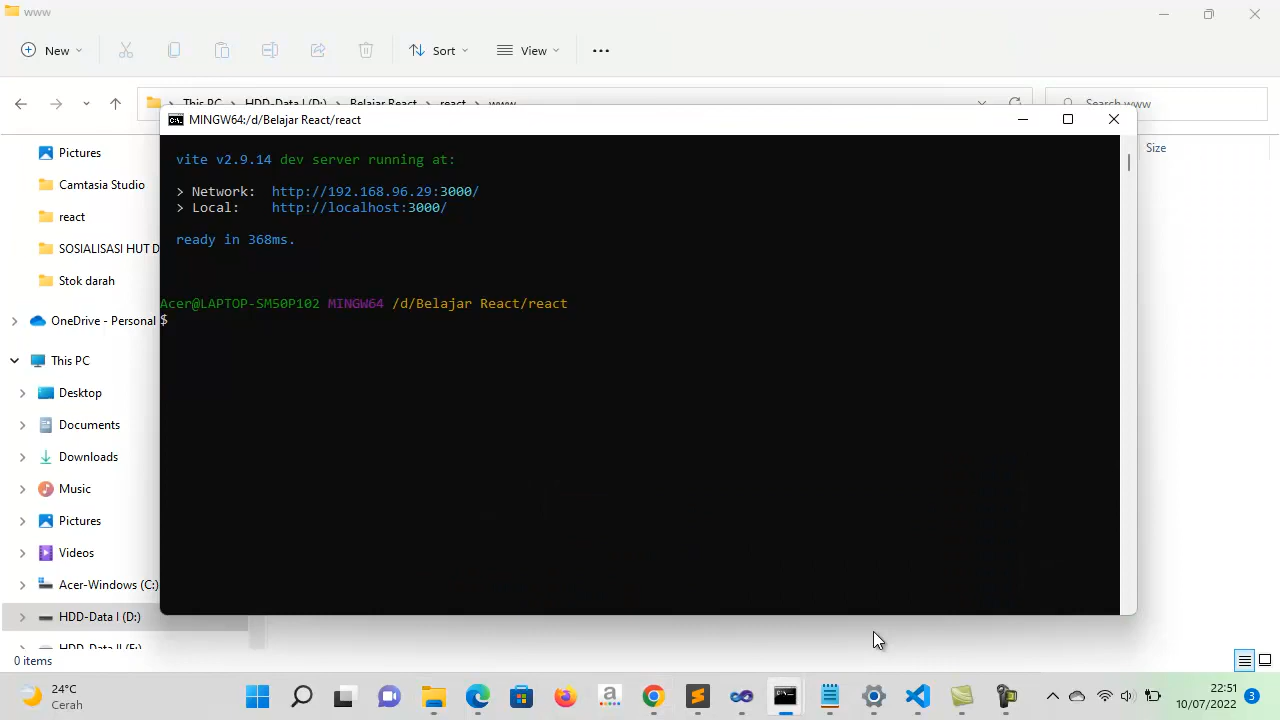 www
New
Sort
View
This PC
HDD-Data I (D:)
Belajar React
react
www
Search www
MINGW64:/d/Belajar React/react
Pictures
Size
Camtasia Studio
react
SOSIALISASI HUT D
Stok darah
OneDrive - Personal
This PC
Desktop
Documents
Downloads
Music
Pictures
Videos
Acer-Windows (C:)
HDD-Data I (D:)
HDD-Data II (E:)
vite v2.9.14 dev server running at:
> Network: http://192.168.96.29:3000/
> Local: http://localhost:3000/
ready in 368ms.
Acer@LAPTOP-SM50P102 MINGW64 /d/Belajar React/react
$
0 items
24°C
Cerah
22:51
10/07/2022
3